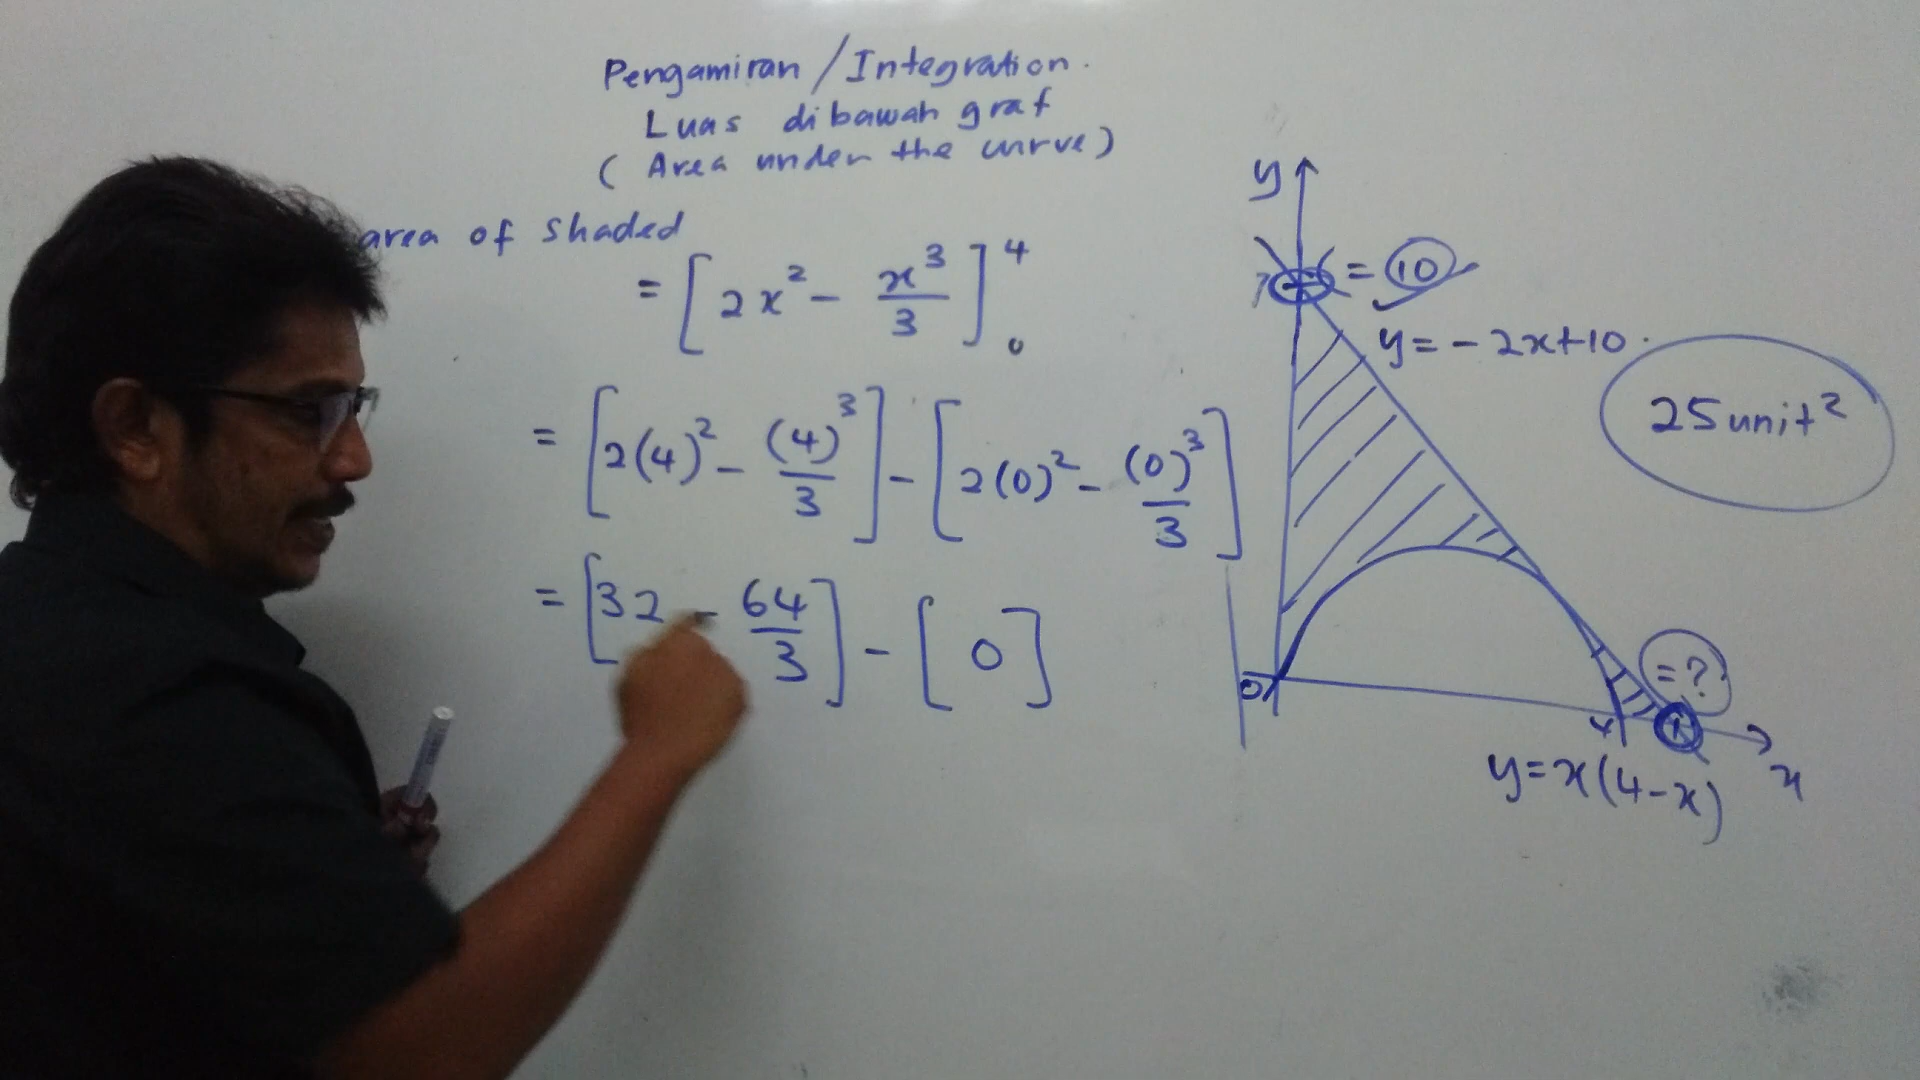 Pengamiran / Integration.
Luas dibawah graf
( Area under the curve )
area of shaded
= [ 2x² - x³/3 ]⁴₀
= [ 2(4)² - (4)³/3 ] - [ 2(0)² - (0)³/3 ]
= [ 32 - 64/3 ] - [ 0 ]
y
= 10
y = - 2x+10
25 unit²
0
= ?
4
x
y = x(4-x)